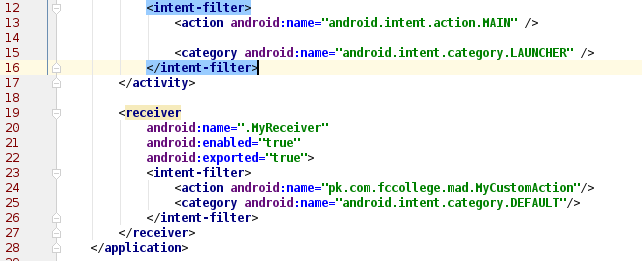 12 <intent-filter>
13 <action android:name="android.intent.action.MAIN" />
14
15 <category android:name="android.intent.category.LAUNCHER" />
16 </intent-filter>
17 </activity>
18
19 <receiver
20 android:name=".MyReceiver"
21 android:enabled="true"
22 android:exported="true">
23 <intent-filter>
24 <action android:name="pk.com.fccollege.mad.MyCustomAction"/>
25 <category android:name="android.intent.category.DEFAULT"/>
26 </intent-filter>
27 </receiver>
28 </application>